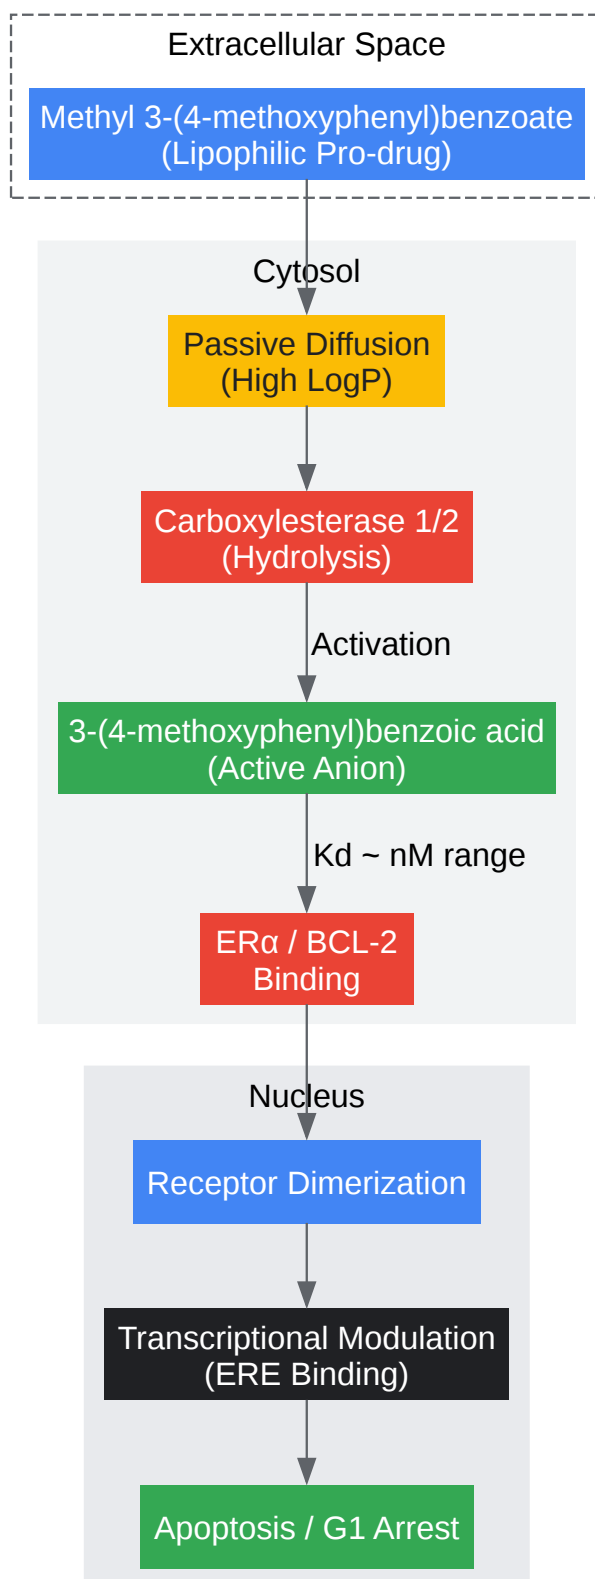 Extracellular Space
Methyl 3-(4-methoxyphenyl)benzoate
(Lipophilic Pro-drug)
Cytosol
Passive Diffusion
(High LogP)
Carboxylesterase 1/2
(Hydrolysis)
Activation
3-(4-methoxyphenyl)benzoic acid
(Active Anion)
Kd ~ nM range
ERα / BCL-2
Binding
Nucleus
Receptor Dimerization
Transcriptional Modulation
(ERE Binding)
Apoptosis / G1 Arrest